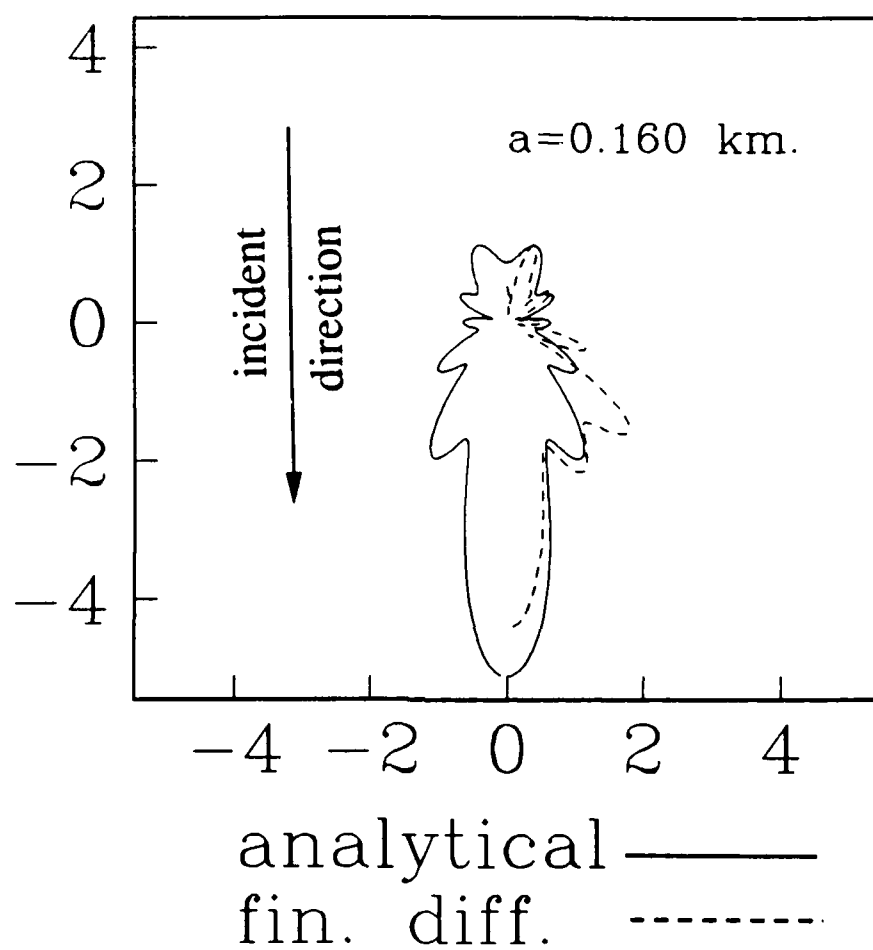 4
a=0.160 km.
2
incident
direction
0
−2
−4
−4 −2 0 2 4
analytical
fin. diff.